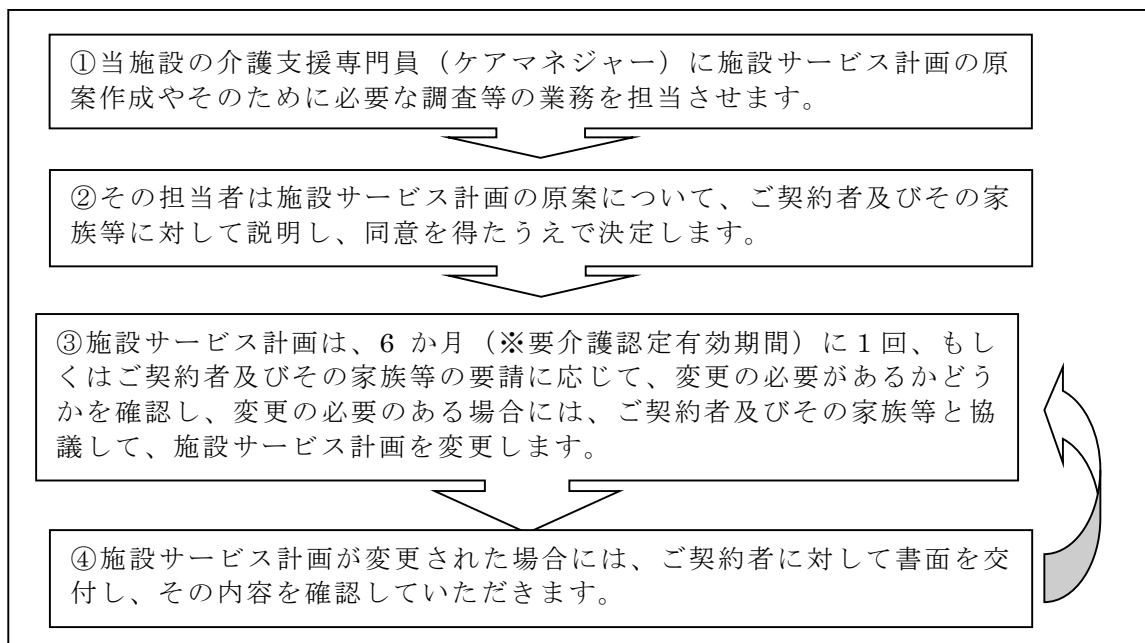 ①当施設の介護支援専門員（ケアマネジャー）に施設サービス計画の原
案作成やそのために必要な調査等の業務を担当させます。
②その担当者は施設サービス計画の原案について、ご契約者及びその家
族等に対して説明し、同意を得たうえで決定します。
③施設サービス計画は、6 か月（※要介護認定有効期間）に１回、もし
くはご契約者及びその家族等の要請に応じて、変更の必要があるかどう
かを確認し、変更の必要のある場合には、ご契約者及びその家族等と協
議して、施設サービス計画を変更します。
④施設サービス計画が変更された場合には、ご契約者に対して書面を交
付し、その内容を確認していただきます。